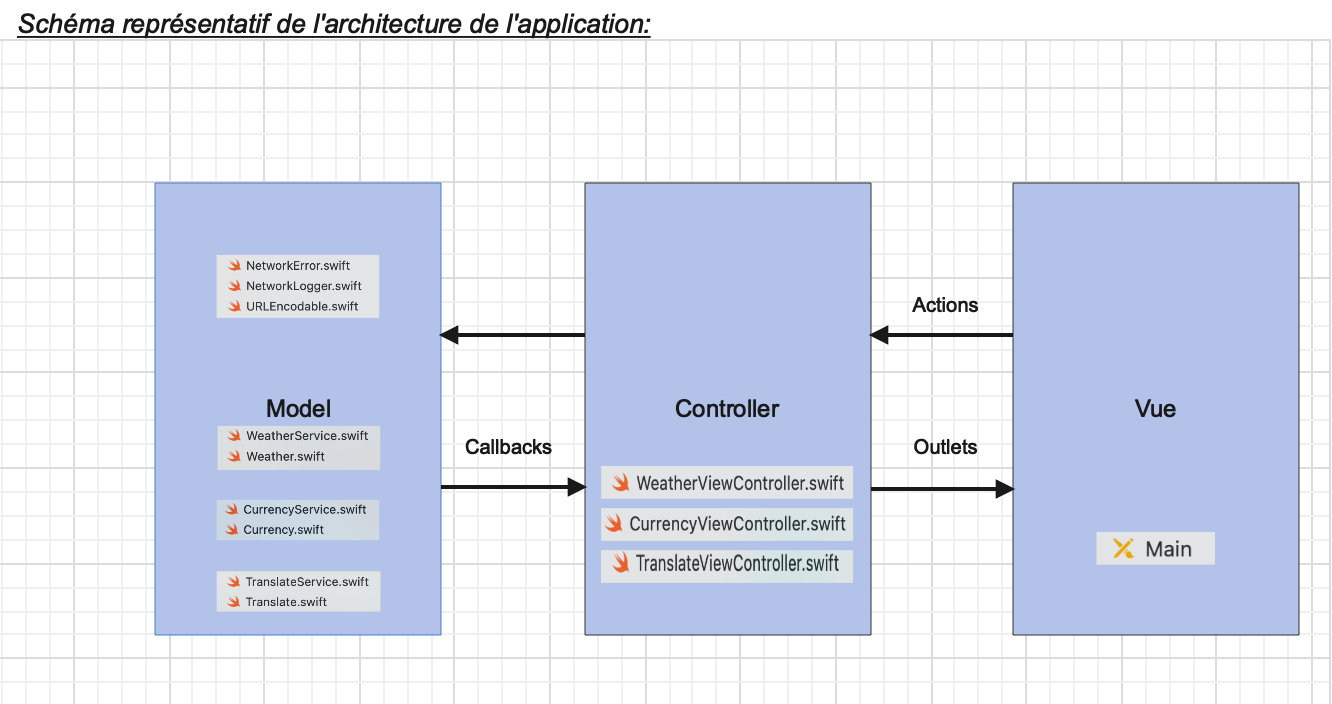 Schéma représentatif de l'architecture de l'application:
NetworkError.swift
NetworkLogger.swift
URLEncodable.swift
Model
WeatherService.swift
Weather.swift
CurrencyService.swift
Currency.swift
TranslateService.swift
Translate.swift
Callbacks
Controller
WeatherViewController.swift
CurrencyViewController.swift
TranslateViewController.swift
Actions
Outlets
Vue
Main